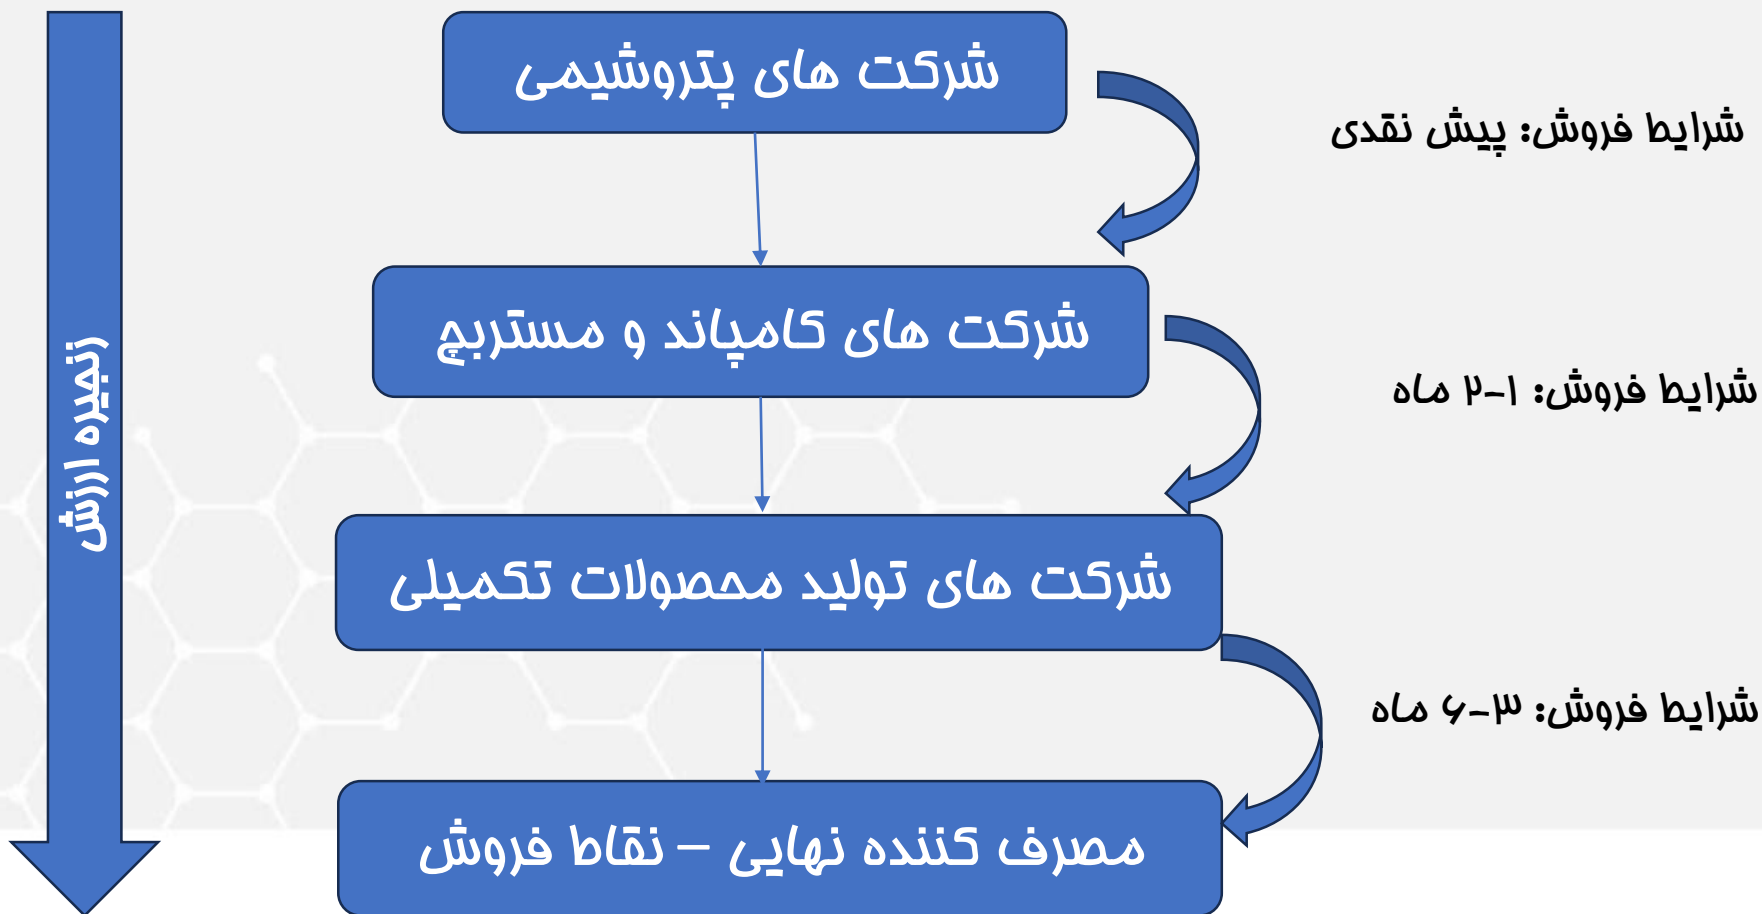 شرکت های پتروشیمی
شرایط فروش: پیش نقدی
شرکت های کامپاند و مستربچ
شرایط فروش: ۱-۲ ماه
زنجیره ارزش
شرکت های تولید محصولات تکمیلی
شرایط فروش: ۳-۶ ماه
مصرف کننده نهایی – نقاط فروش